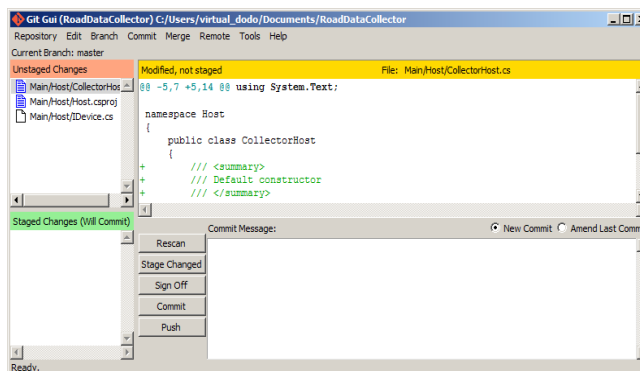 Git Gui (RoadDataCollector) C:/Users/virtual_dodo/Documents/RoadDataCollector
Repository Edit Branch Commit Merge Remote Tools Help
Current Branch: master
Unstaged Changes
Main/Host/CollectorHos
Main/Host/Host.csproj
Main/Host/IDevice.cs
Modified, not staged File: Main/Host/CollectorHost.cs
@@ -5,7 +5,14 @@ using System.Text;
namespace Host
{
public class CollectorHost
{
+ /// <summary>
+ /// Default constructor
+ /// </summary>
Staged Changes (Will Commit)
Rescan
Stage Changed
Sign Off
Commit
Push
Commit Message: New Commit Amend Last Comm
Ready.